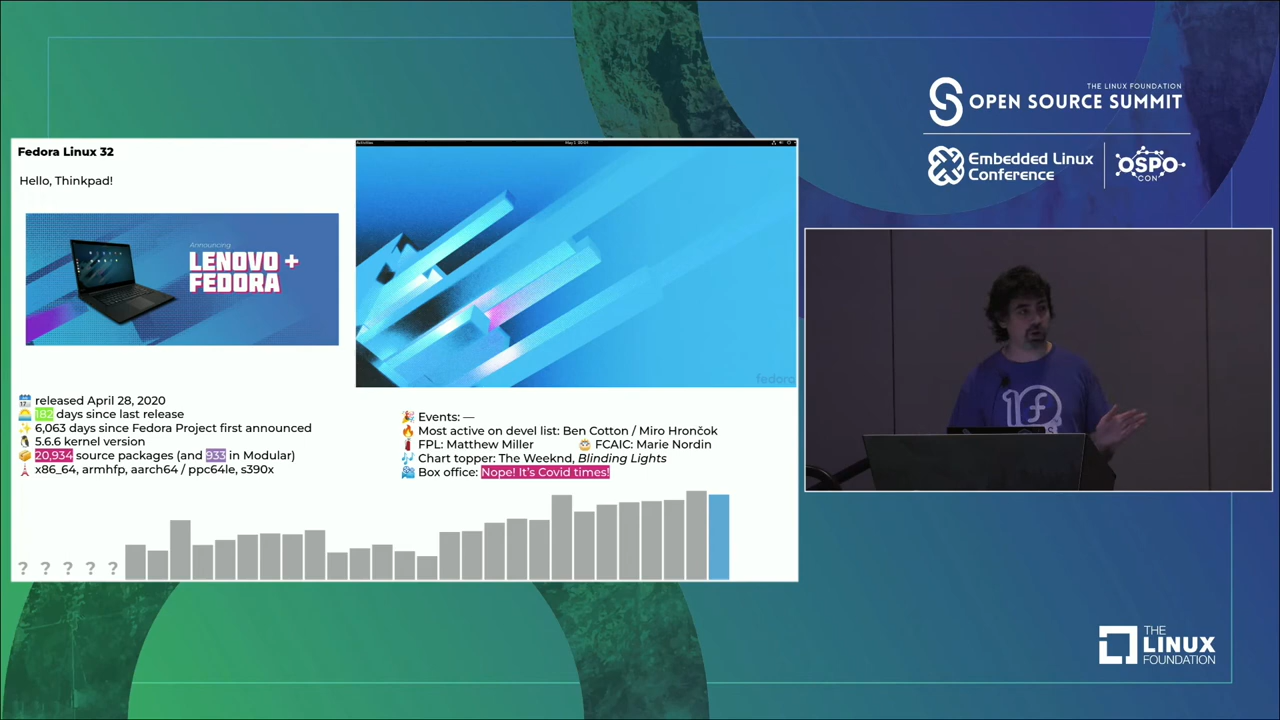 THE LINUX FOUNDATION
OPEN SOURCE SUMMIT
Embedded Linux
Conference
OSPO
CON
Fedora Linux 32
Hello, Thinkpad!
Announcing
LENOVO +
FEDORA
Activities
fedora
released April 28, 2020
182 days since last release
6,063 days since Fedora Project first announced
5.6.6 kernel version
20,934 source packages (and 933 in Modular)
x86_64, armhfp, aarch64 / ppc64le, s390x
Events: —
Most active on devel list: Ben Cotton / Miro Hrončok
FPL: Matthew Miller FCAIC: Marie Nordin
Chart topper: The Weeknd, Blinding Lights
Box office: Nope! It's Covid times!
? ? ? ? ?
THE
LINUX
FOUNDATION